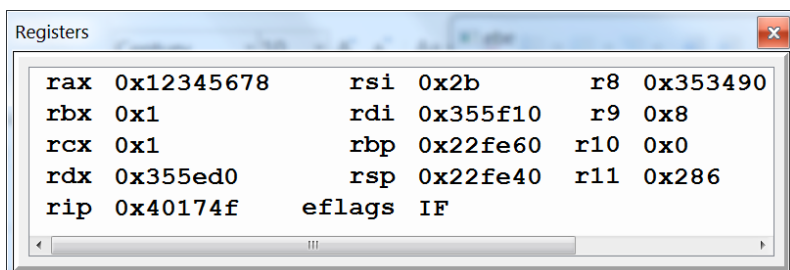 Registers
rax 0x12345678 rsi 0x2b r8 0x353490
rbx 0x1 rdi 0x355f10 r9 0x8
rcx 0x1 rbp 0x22fe60 r10 0x0
rdx 0x355ed0 rsp 0x22fe40 r11 0x286
rip 0x40174f eflags IF